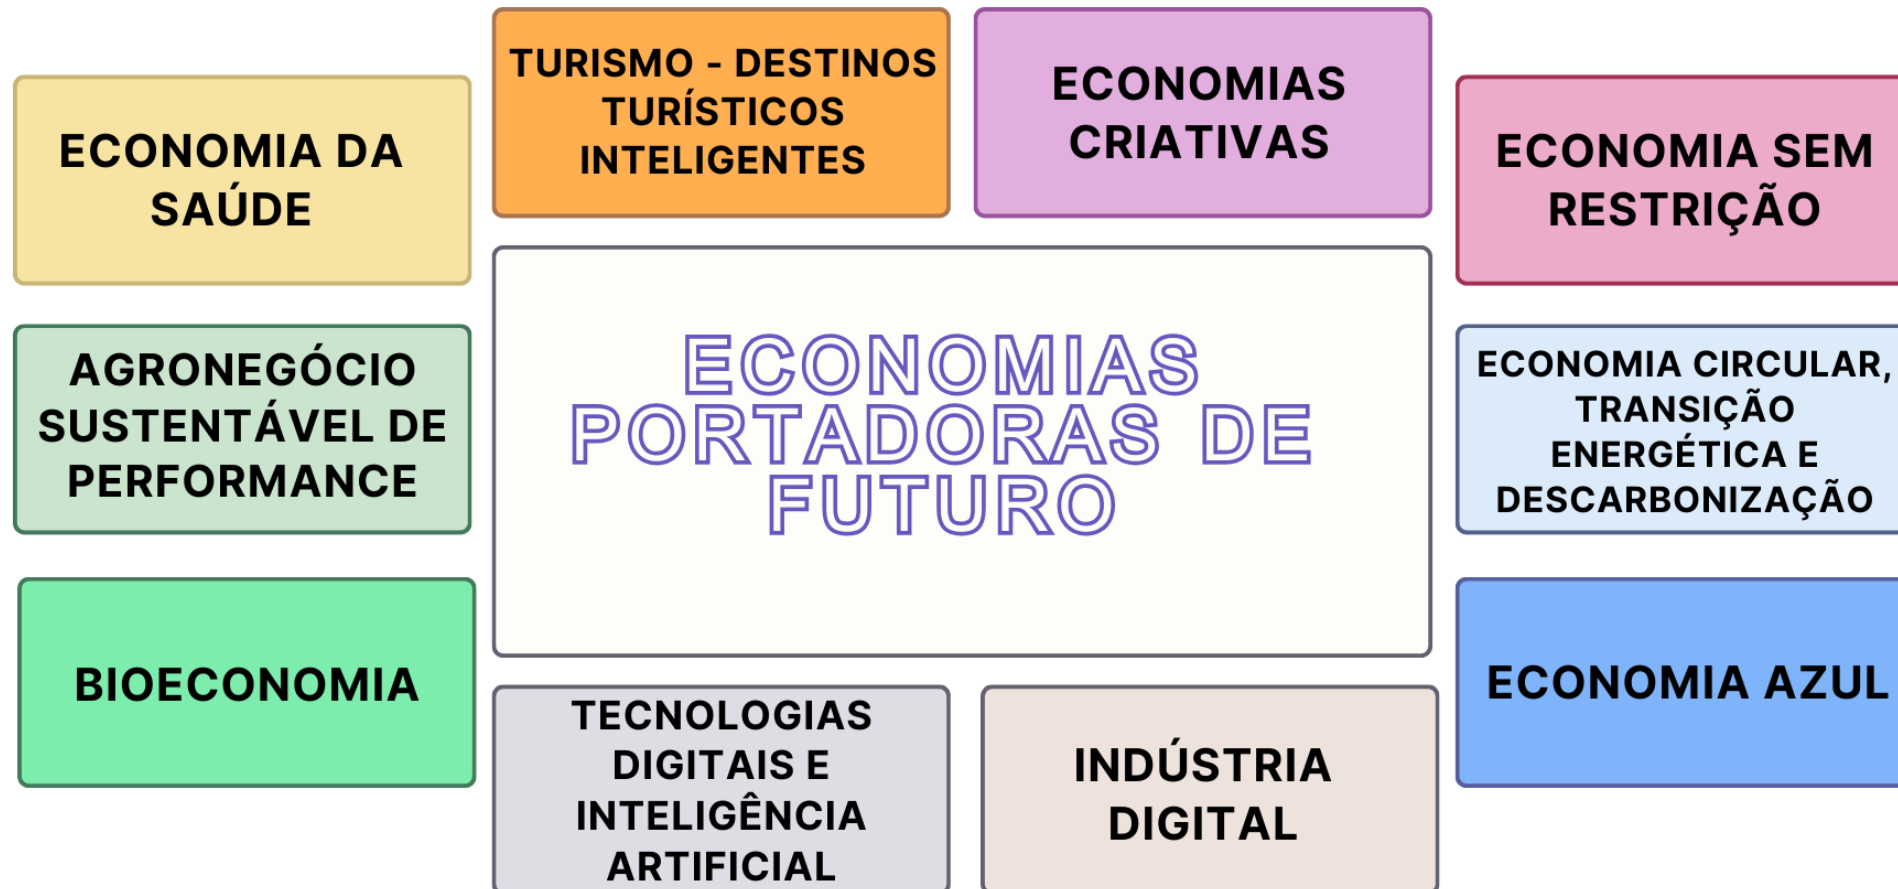 TURISMO - DESTINOS
TURÍSTICOS
INTELIGENTES
ECONOMIAS
CRIATIVAS
ECONOMIA DA
SAÚDE
ECONOMIA SEM
RESTRIÇÃO
AGRONEGÓCIO
SUSTENTÁVEL DE
PERFORMANCE
ECONOMIAS
PORTADORAS DE
FUTURO
ECONOMIA CIRCULAR,
TRANSIÇÃO
ENERGÉTICA E
DESCARBONIZAÇÃO
BIOECONOMIA
ECONOMIA AZUL
TECNOLOGIAS
DIGITAIS E
INTELIGÊNCIA
ARTIFICIAL
INDÚSTRIA
DIGITAL